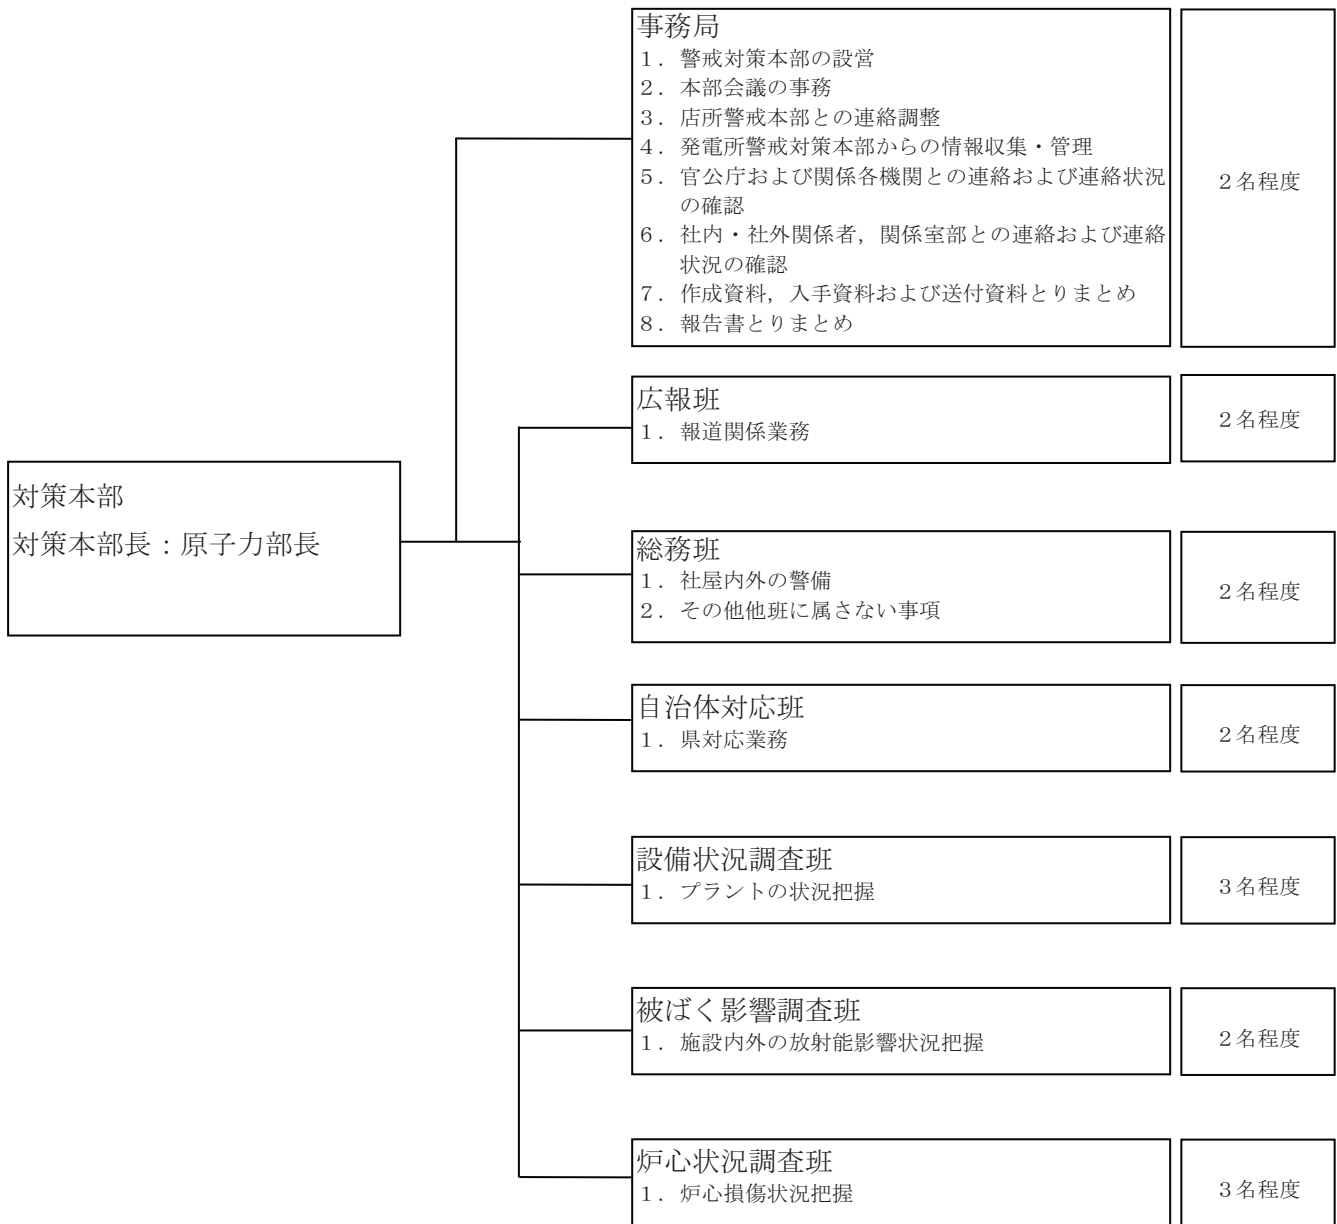 事務局
１．警戒対策本部の設営
２．本部会議の事務
３．店所警戒本部との連絡調整
４．発電所警戒対策本部からの情報収集・管理
５．官公庁および関係各機関との連絡および連絡状況
の確認
６．社内・社外関係者，関係室部との連絡および連絡
状況の確認
７．作成資料，入手資料および送付資料とりまとめ
８．報告書とりまとめ
２名程度
広報班
１．報道関係業務
２名程度
対策本部
対策本部長：原子力部長
総務班
１．社屋内外の警備
２．その他他班に属さない事項
２名程度
自治体対応班
１．県対応業務
２名程度
設備状況調査班
１．プラントの状況把握
３名程度
被ばく影響調査班
１．施設内外の放射能影響状況把握
２名程度
炉心状況調査班
１．炉心損傷状況把握
３名程度